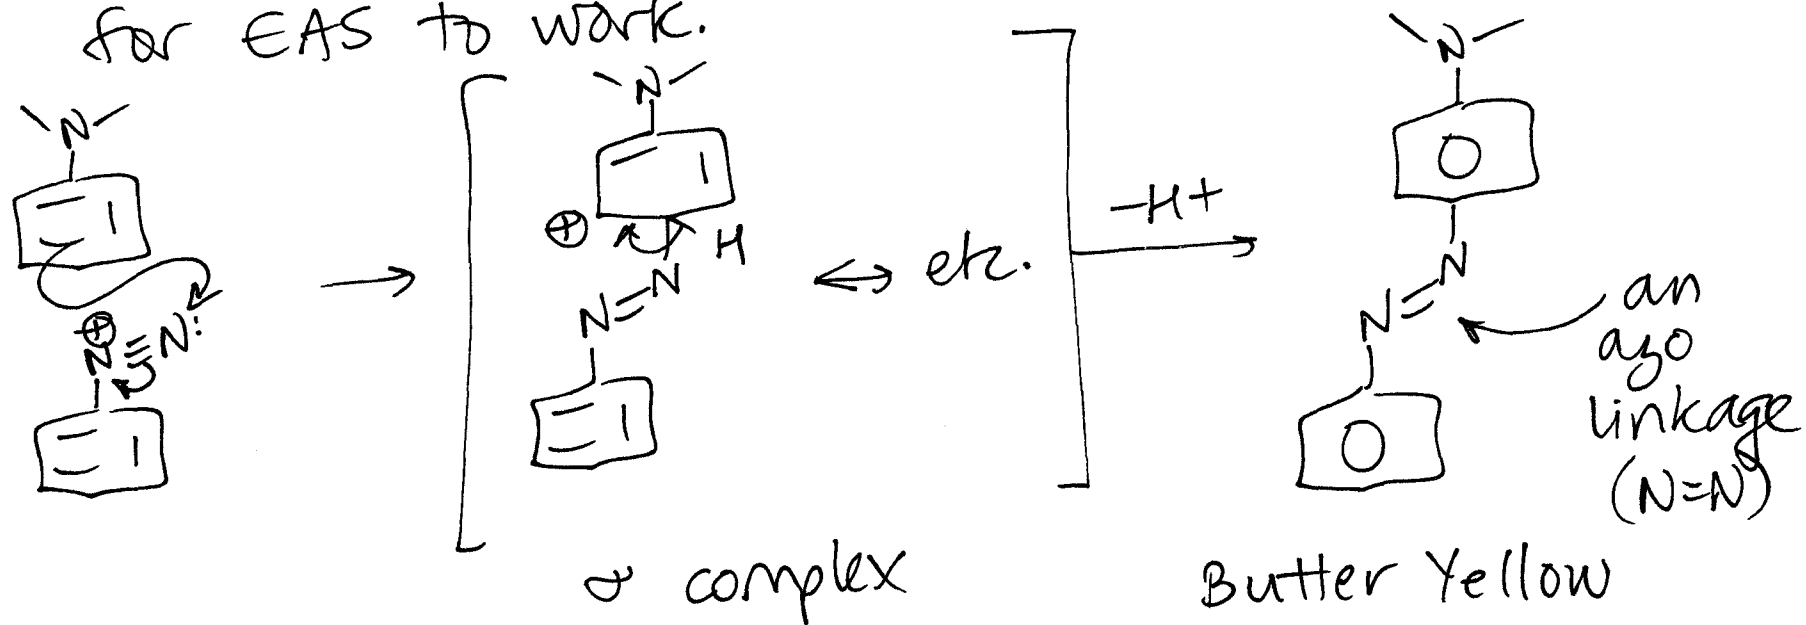 for EAS to work.
N
N
N
⊕
N≡N:
⊕
H
N=N
↔ etc.
-H+
N=N
an
azo
linkage
(N=N)
σ complex
Butter Yellow